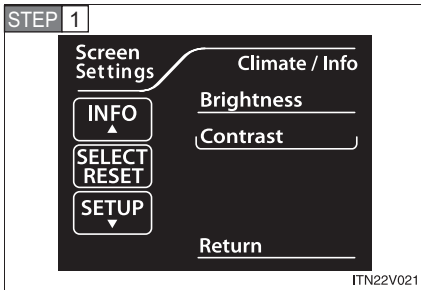 STEP 1
Screen
Settings
Climate / Info
INFO
Brightness
Contrast
SELECT
RESET
SETUP
Return
ITN22V021